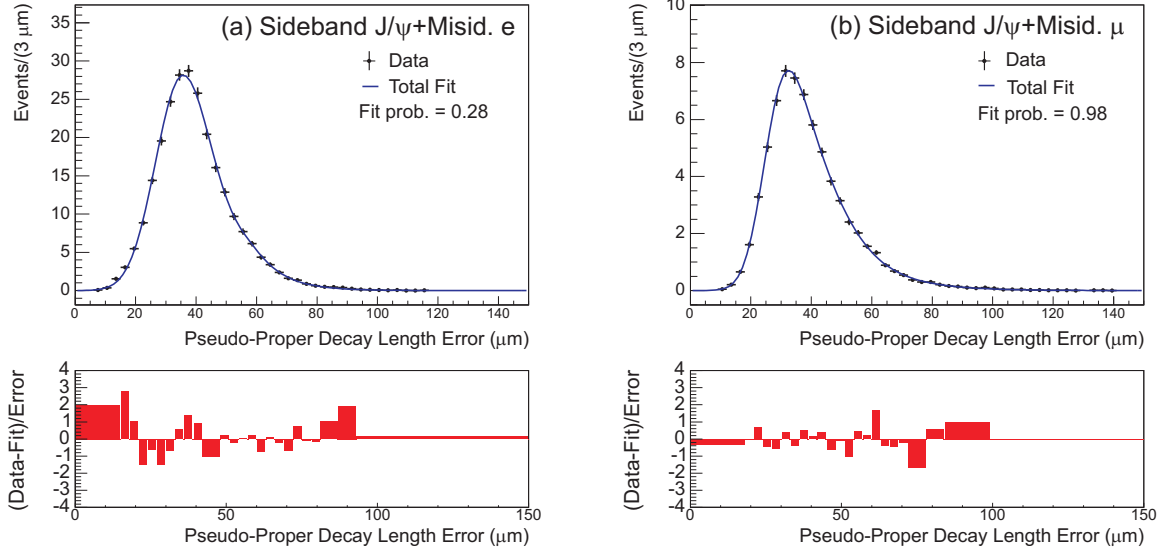 (a) Sideband J/ψ+Misid. e
Data
Total Fit
Fit prob. = 0.28
Events/(3 μm)
35
30
25
20
15
10
5
0
0 20 40 60 80 100 120 140
Pseudo-Proper Decay Length Error (μm)
(Data-Fit)/Error
4
3
2
1
0
-1
-2
-3
-4
0 50 100 150
Pseudo-Proper Decay Length Error (μm)
(b) Sideband J/ψ+Misid. μ
Data
Total Fit
Fit prob. = 0.98
Events/(3 μm)
10
8
6
4
2
0
0 20 40 60 80 100 120 140
Pseudo-Proper Decay Length Error (μm)
(Data-Fit)/Error
4
3
2
1
0
-1
-2
-3
-4
0 50 100 150
Pseudo-Proper Decay Length Error (μm)